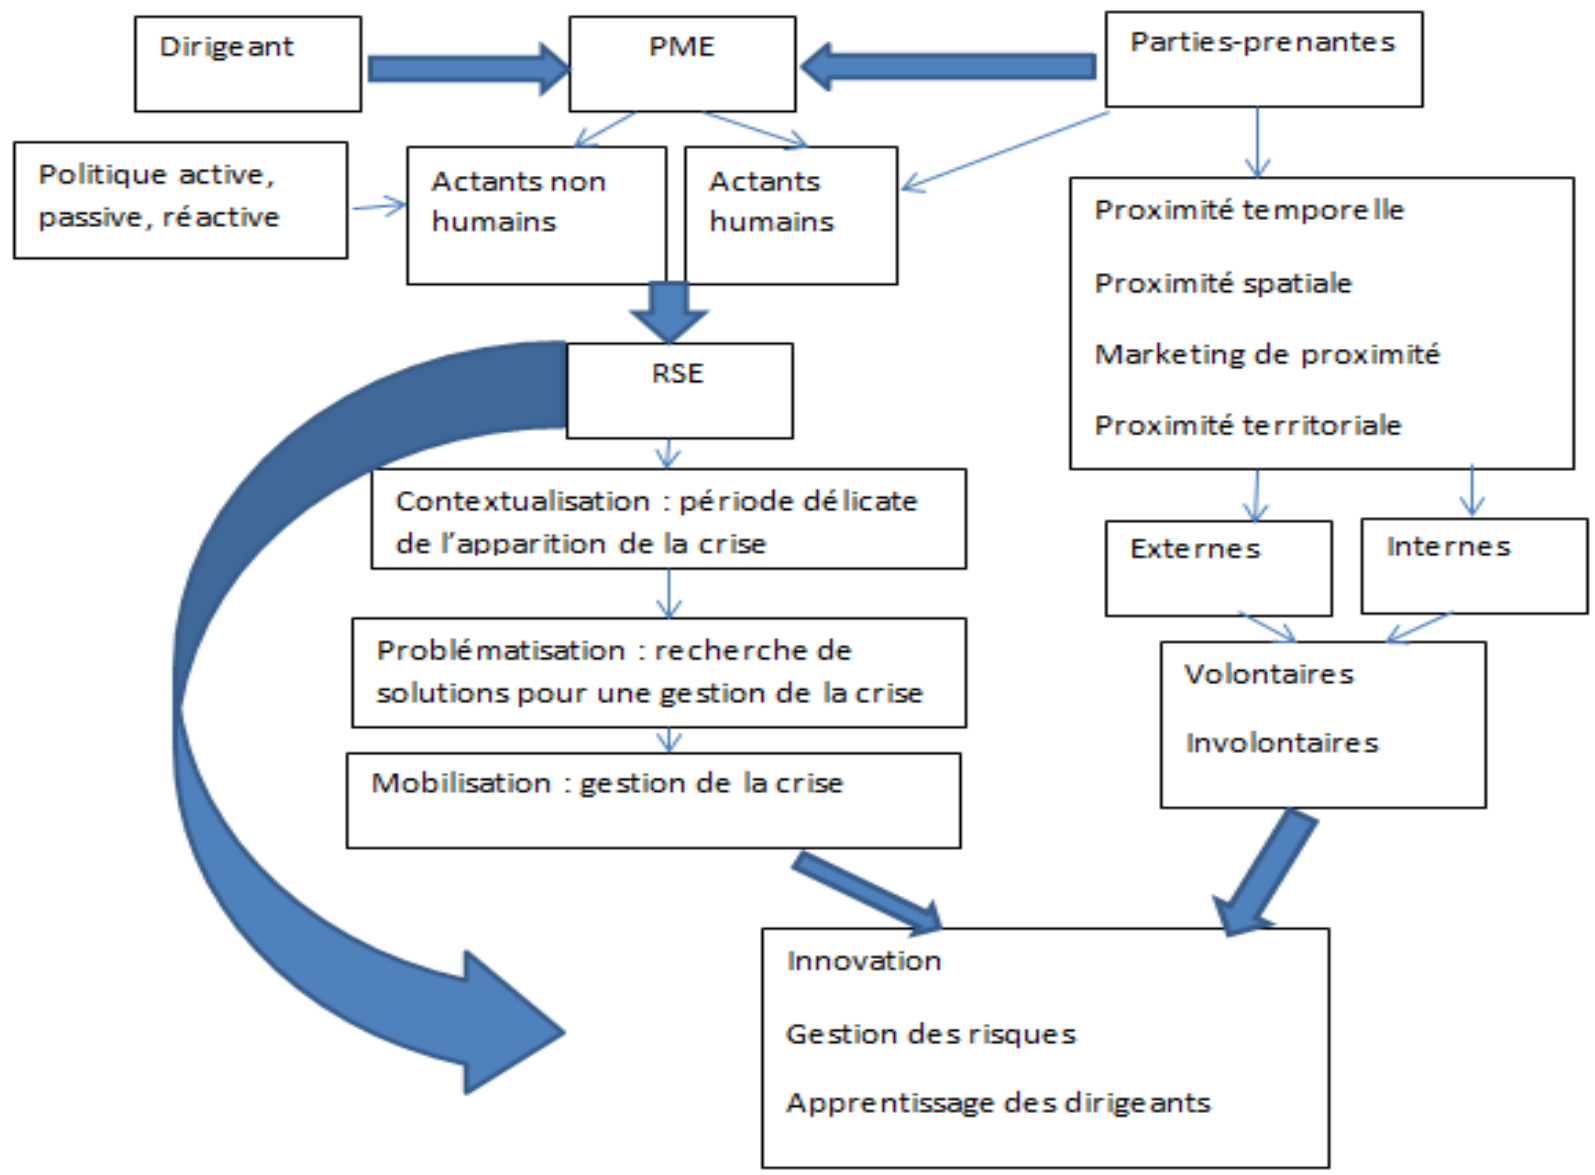 Dirigeant
PME
Parties-prenantes
Politique active,
passive, réactive
Actants non
humains
Actants
humains
Proximité temporelle
Proximité spatiale
Marketing de proximité
Proximité territoriale
RSE
Contextualisation : période délicate
de l'apparition de la crise
Externes
Internes
Problématisation : recherche de
solutions pour une gestion de la crise
Volontaires
Involontaires
Mobilisation : gestion de la crise
Innovation
Gestion des risques
Apprentissage des dirigeants